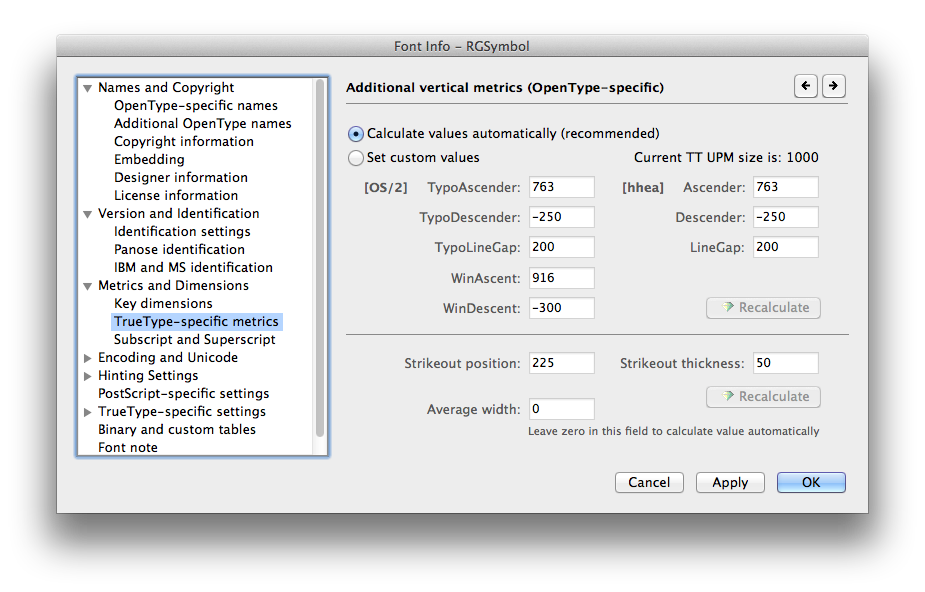 Font Info – RGSymbol
Names and Copyright
OpenType-specific names
Additional OpenType names
Copyright information
Embedding
Designer information
License information
Version and Identification
Identification settings
Panose identification
IBM and MS identification
Metrics and Dimensions
Key dimensions
TrueType-specific metrics
Subscript and Superscript
Encoding and Unicode
Hinting Settings
PostScript-specific settings
TrueType-specific settings
Binary and custom tables
Font note
Additional vertical metrics (OpenType-specific)
Calculate values automatically (recommended)
Set custom values Current TT UPM size is: 1000
[OS/2] TypoAscender: 763 [hhea] Ascender: 763
TypoDescender: -250 Descender: -250
TypoLineGap: 200 LineGap: 200
WinAscent: 916
WinDescent: -300 Recalculate
Strikeout position: 225 Strikeout thickness: 50
Recalculate
Average width: 0
Leave zero in this field to calculate value automatically
Cancel Apply OK